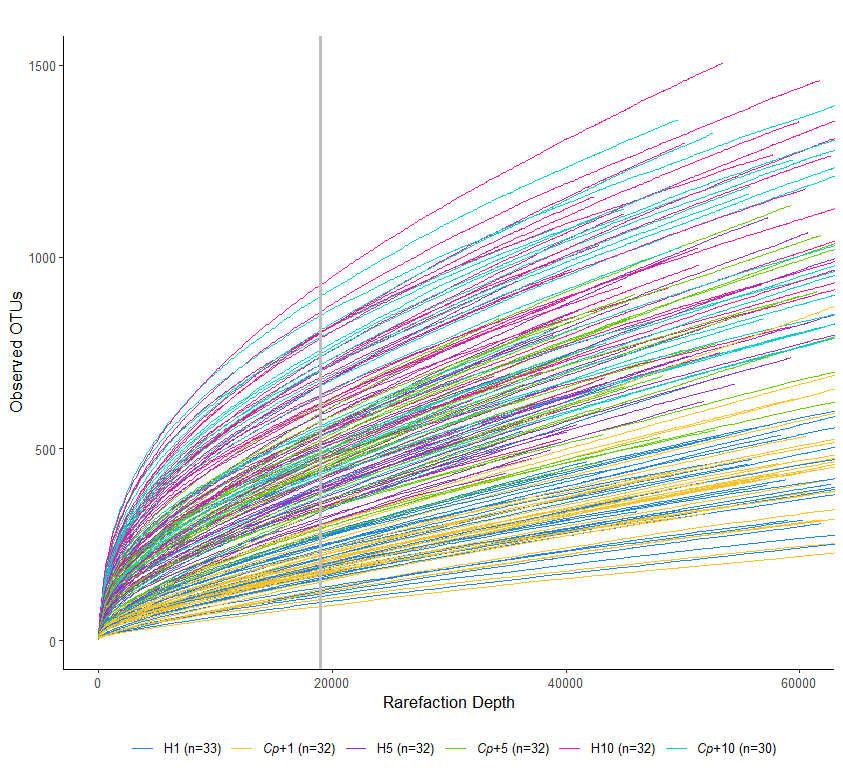 1500
1000
500
0
Observed OTUs
0 20000 40000 60000
Rarefaction Depth
H1 (n=33) Cp+1 (n=32) H5 (n=32) Cp+5 (n=32) H10 (n=32) Cp+10 (n=30)